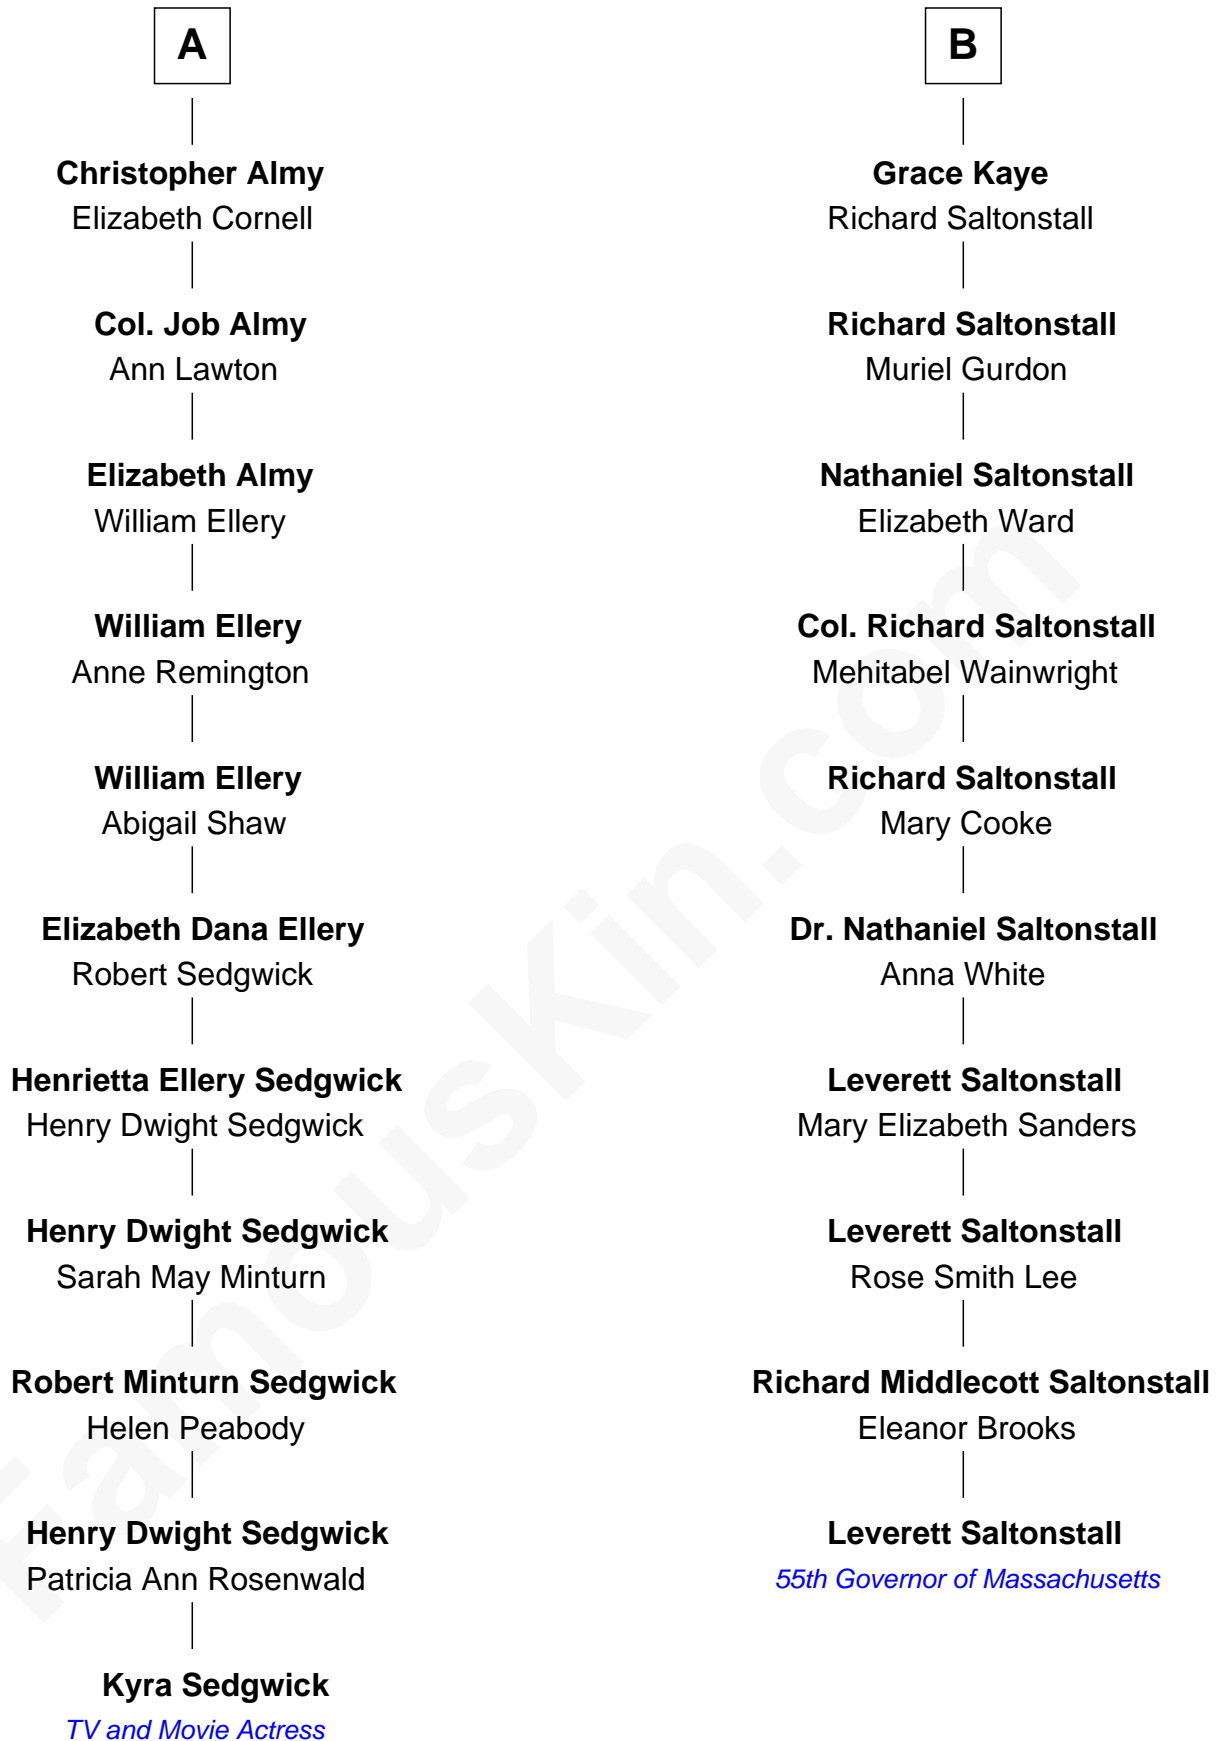 A
Christopher Almy
Elizabeth Cornell
Col. Job Almy
Ann Lawton
Elizabeth Almy
William Ellery
William Ellery
Anne Remington
William Ellery
Abigail Shaw
Elizabeth Dana Ellery
Robert Sedgwick
Henrietta Ellery Sedgwick
Henry Dwight Sedgwick
Henry Dwight Sedgwick
Sarah May Minturn
Robert Minturn Sedgwick
Helen Peabody
Henry Dwight Sedgwick
Patricia Ann Rosenwald
Kyra Sedgwick
TV and Movie Actress
B
Grace Kaye
Richard Saltonstall
Richard Saltonstall
Muriel Gurdon
Nathaniel Saltonstall
Elizabeth Ward
Col. Richard Saltonstall
Mehitabel Wainwright
Richard Saltonstall
Mary Cooke
Dr. Nathaniel Saltonstall
Anna White
Leverett Saltonstall
Mary Elizabeth Sanders
Leverett Saltonstall
Rose Smith Lee
Richard Middlecott Saltonstall
Eleanor Brooks
Leverett Saltonstall
55th Governor of Massachusetts
FamousKin.com